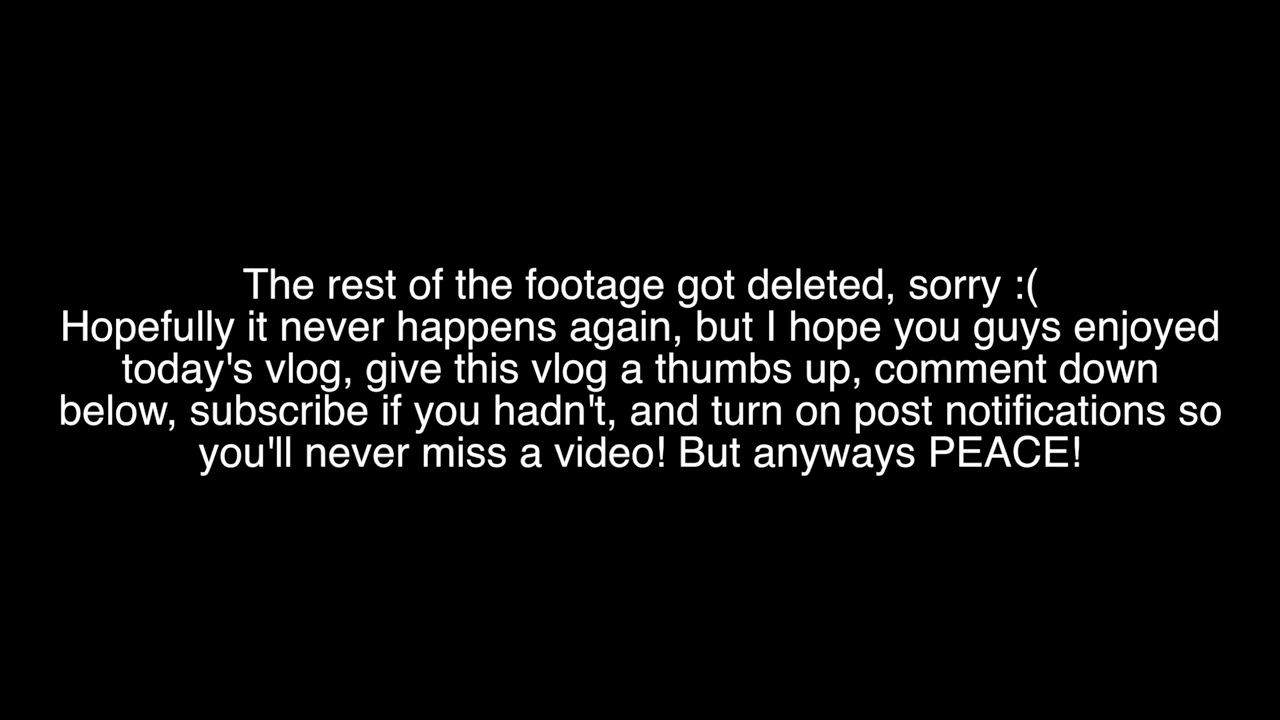 The rest of the footage got deleted, sorry :(
Hopefully it never happens again, but I hope you guys enjoyed
today's vlog, give this vlog a thumbs up, comment down
below, subscribe if you hadn't, and turn on post notifications so
you'll never miss a video! But anyways PEACE!